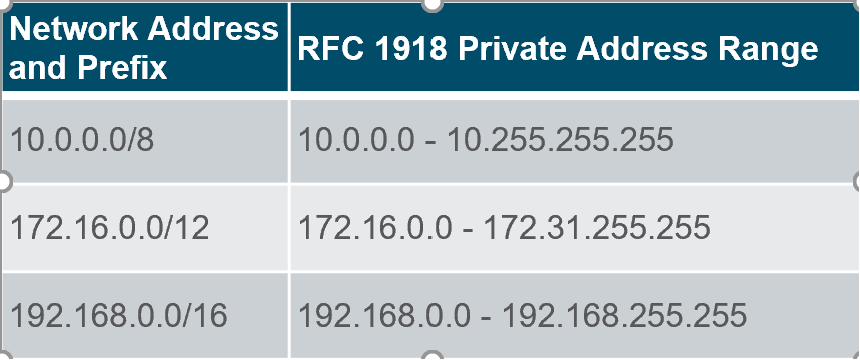 Network Address
and Prefix
RFC 1918 Private Address Range
10.0.0.0/8
10.0.0.0 - 10.255.255.255
172.16.0.0/12
172.16.0.0 - 172.31.255.255
192.168.0.0/16
192.168.0.0 - 192.168.255.255